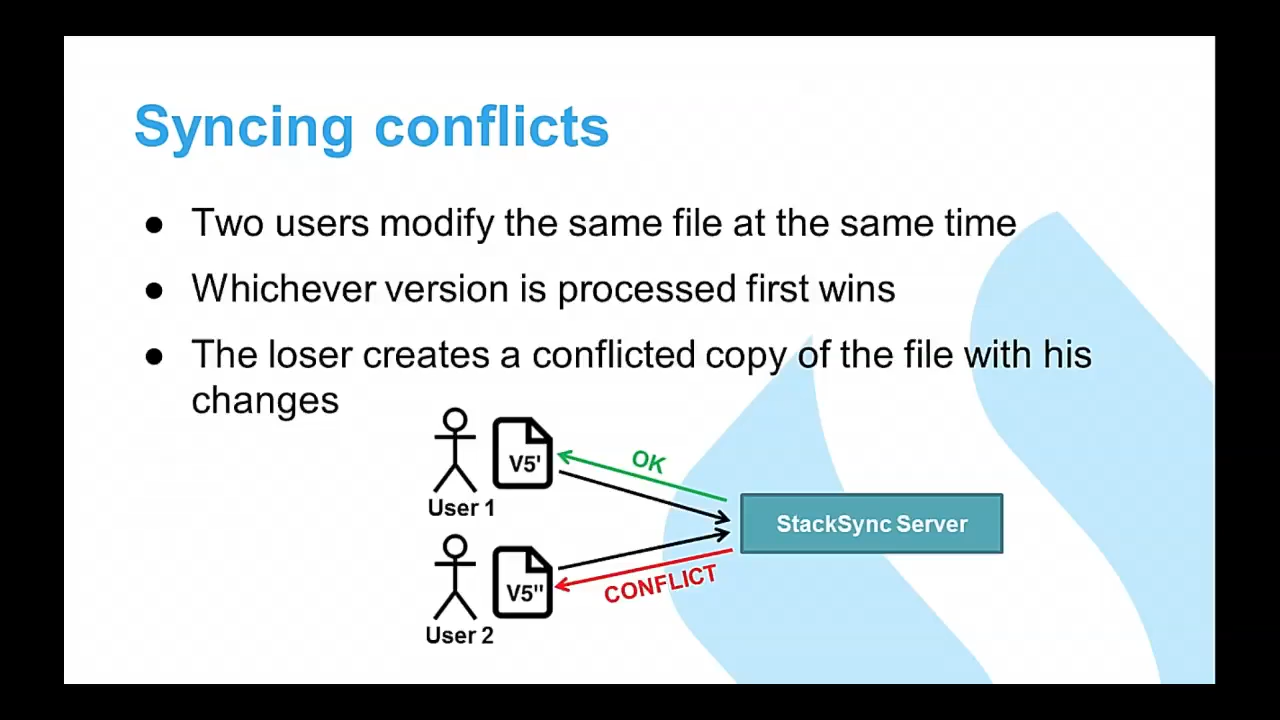 Syncing conflicts
● Two users modify the same file at the same time
● Whichever version is processed first wins
● The loser creates a conflicted copy of the file with his
changes
V5'
OK
User 1
StackSync Server
V5"
CONFLICT
User 2